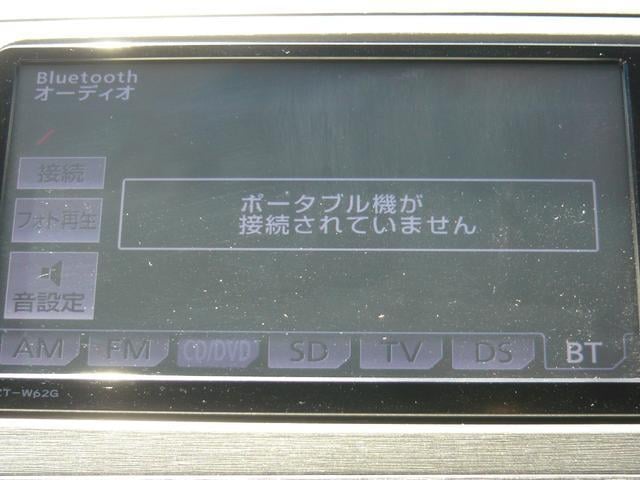 Bluetooth
オーディオ
接続
フォト再生
音設定
ポータブル機が
接続されていません
AM FM CD/DVD SD TV DS BT
ZT-W62G